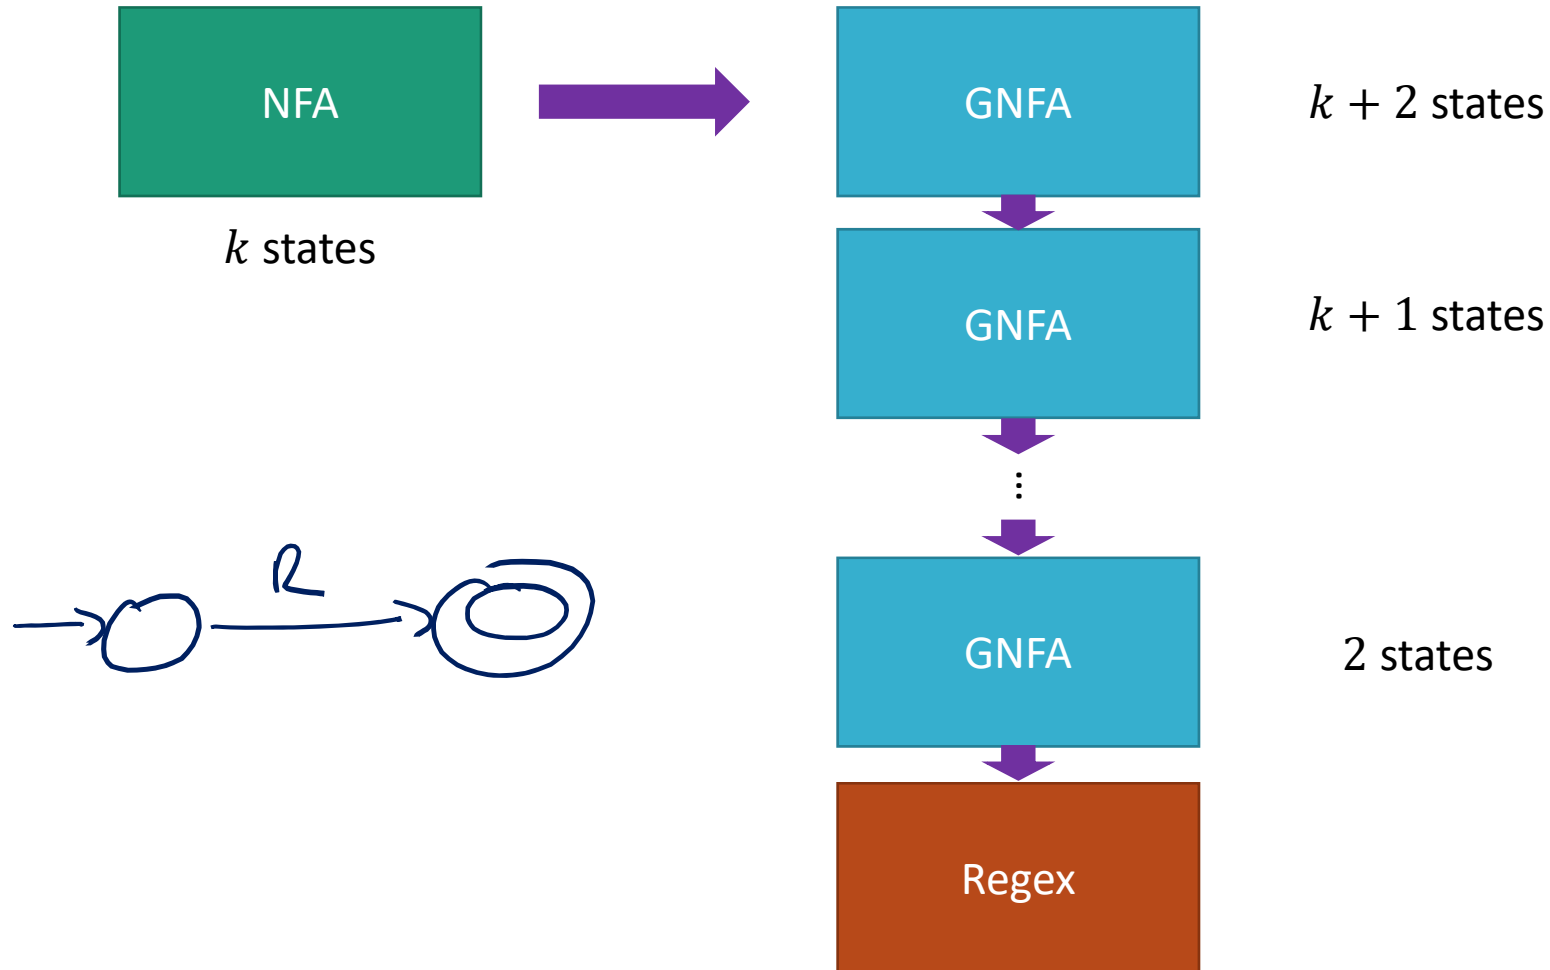 NFA
GNFA
k + 2 states
k states
GNFA
k + 1 states
⋮
R
GNFA
2 states
Regex